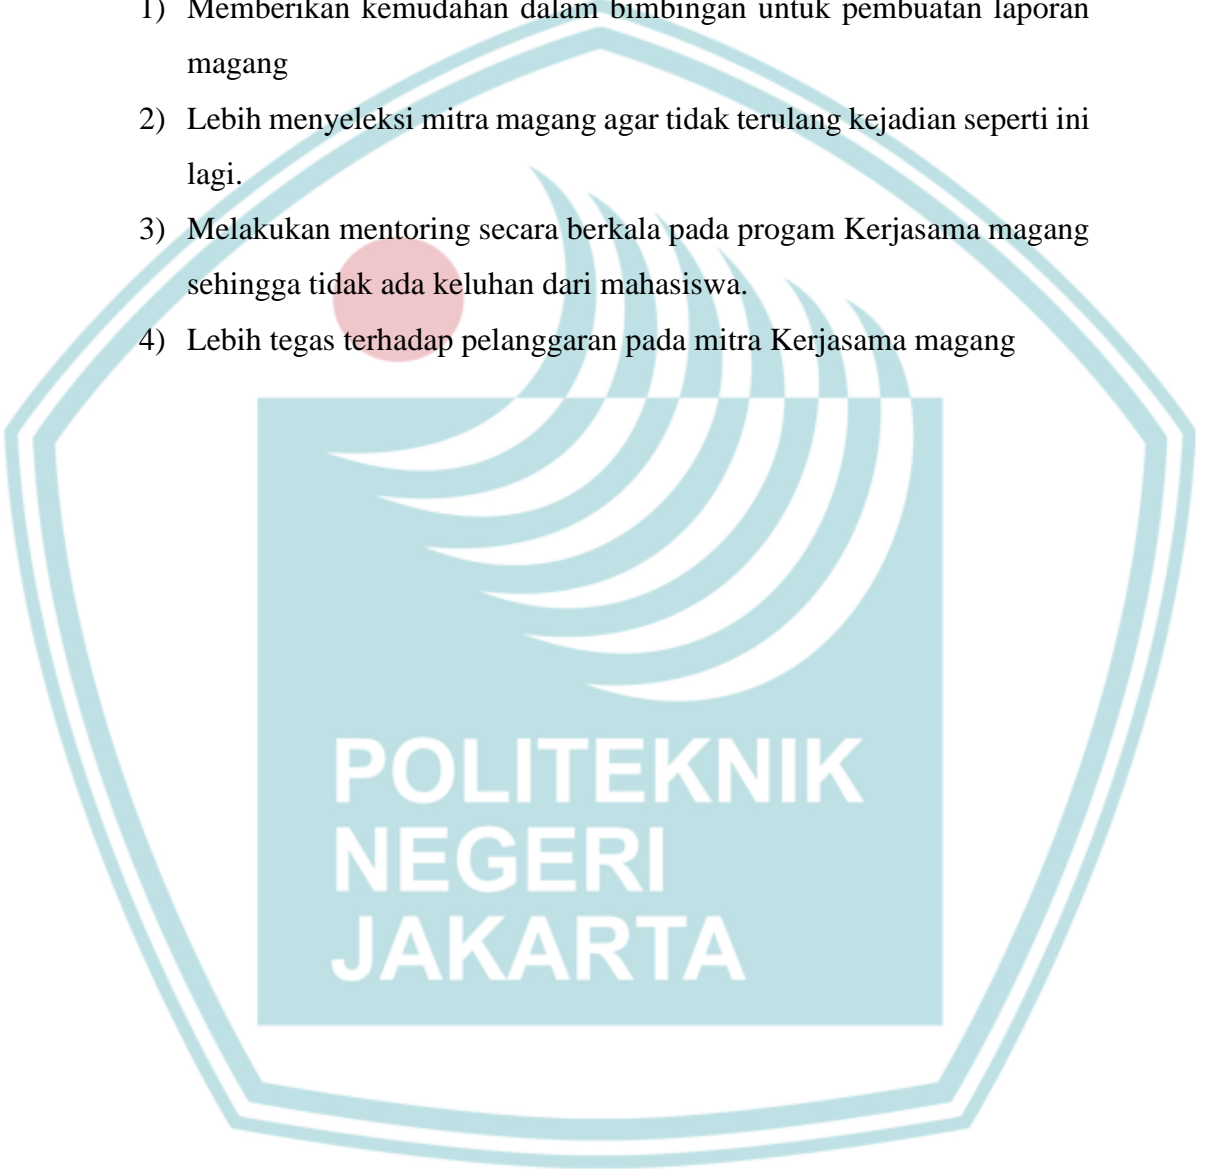 1) Memberikan kemudahan dalam bimbingan untuk pembuatan laporan
magang
2) Lebih menyeleksi mitra magang agar tidak terulang kejadian seperti ini
lagi.
3) Melakukan mentoring secara berkala pada progam Kerjasama magang
sehingga tidak ada keluhan dari mahasiswa.
4) Lebih tegas terhadap pelanggaran pada mitra Kerjasama magang
POLITEKNIK
NEGERI
JAKARTA